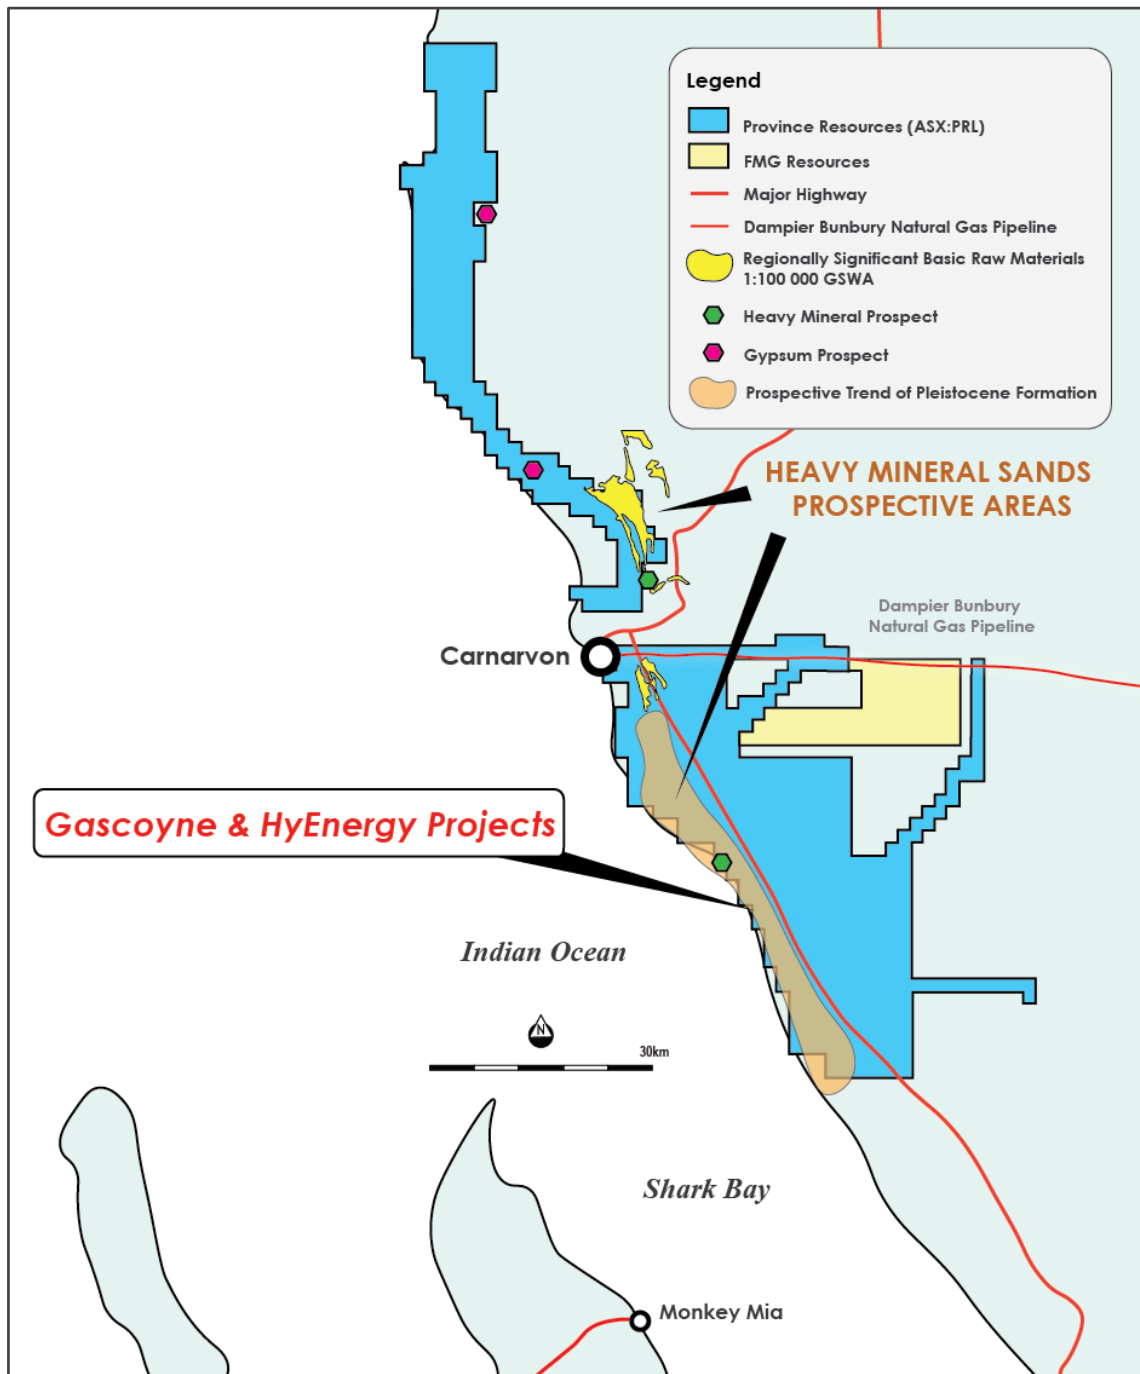 Legend
Province Resources (ASX:PRL)
FMG Resources
Major Highway
Dampier Bunbury Natural Gas Pipeline
Regionally Significant Basic Raw Materials
1:100 000 GSWA
Heavy Mineral Prospect
Gypsum Prospect
Prospective Trend of Pleistocene Formation
HEAVY MINERAL SANDS
PROSPECTIVE AREAS
Dampier Bunbury
Natural Gas Pipeline
Carnarvon
Gascoyne & HyEnergy Projects
Indian Ocean
N
30km
Shark Bay
Monkey Mia